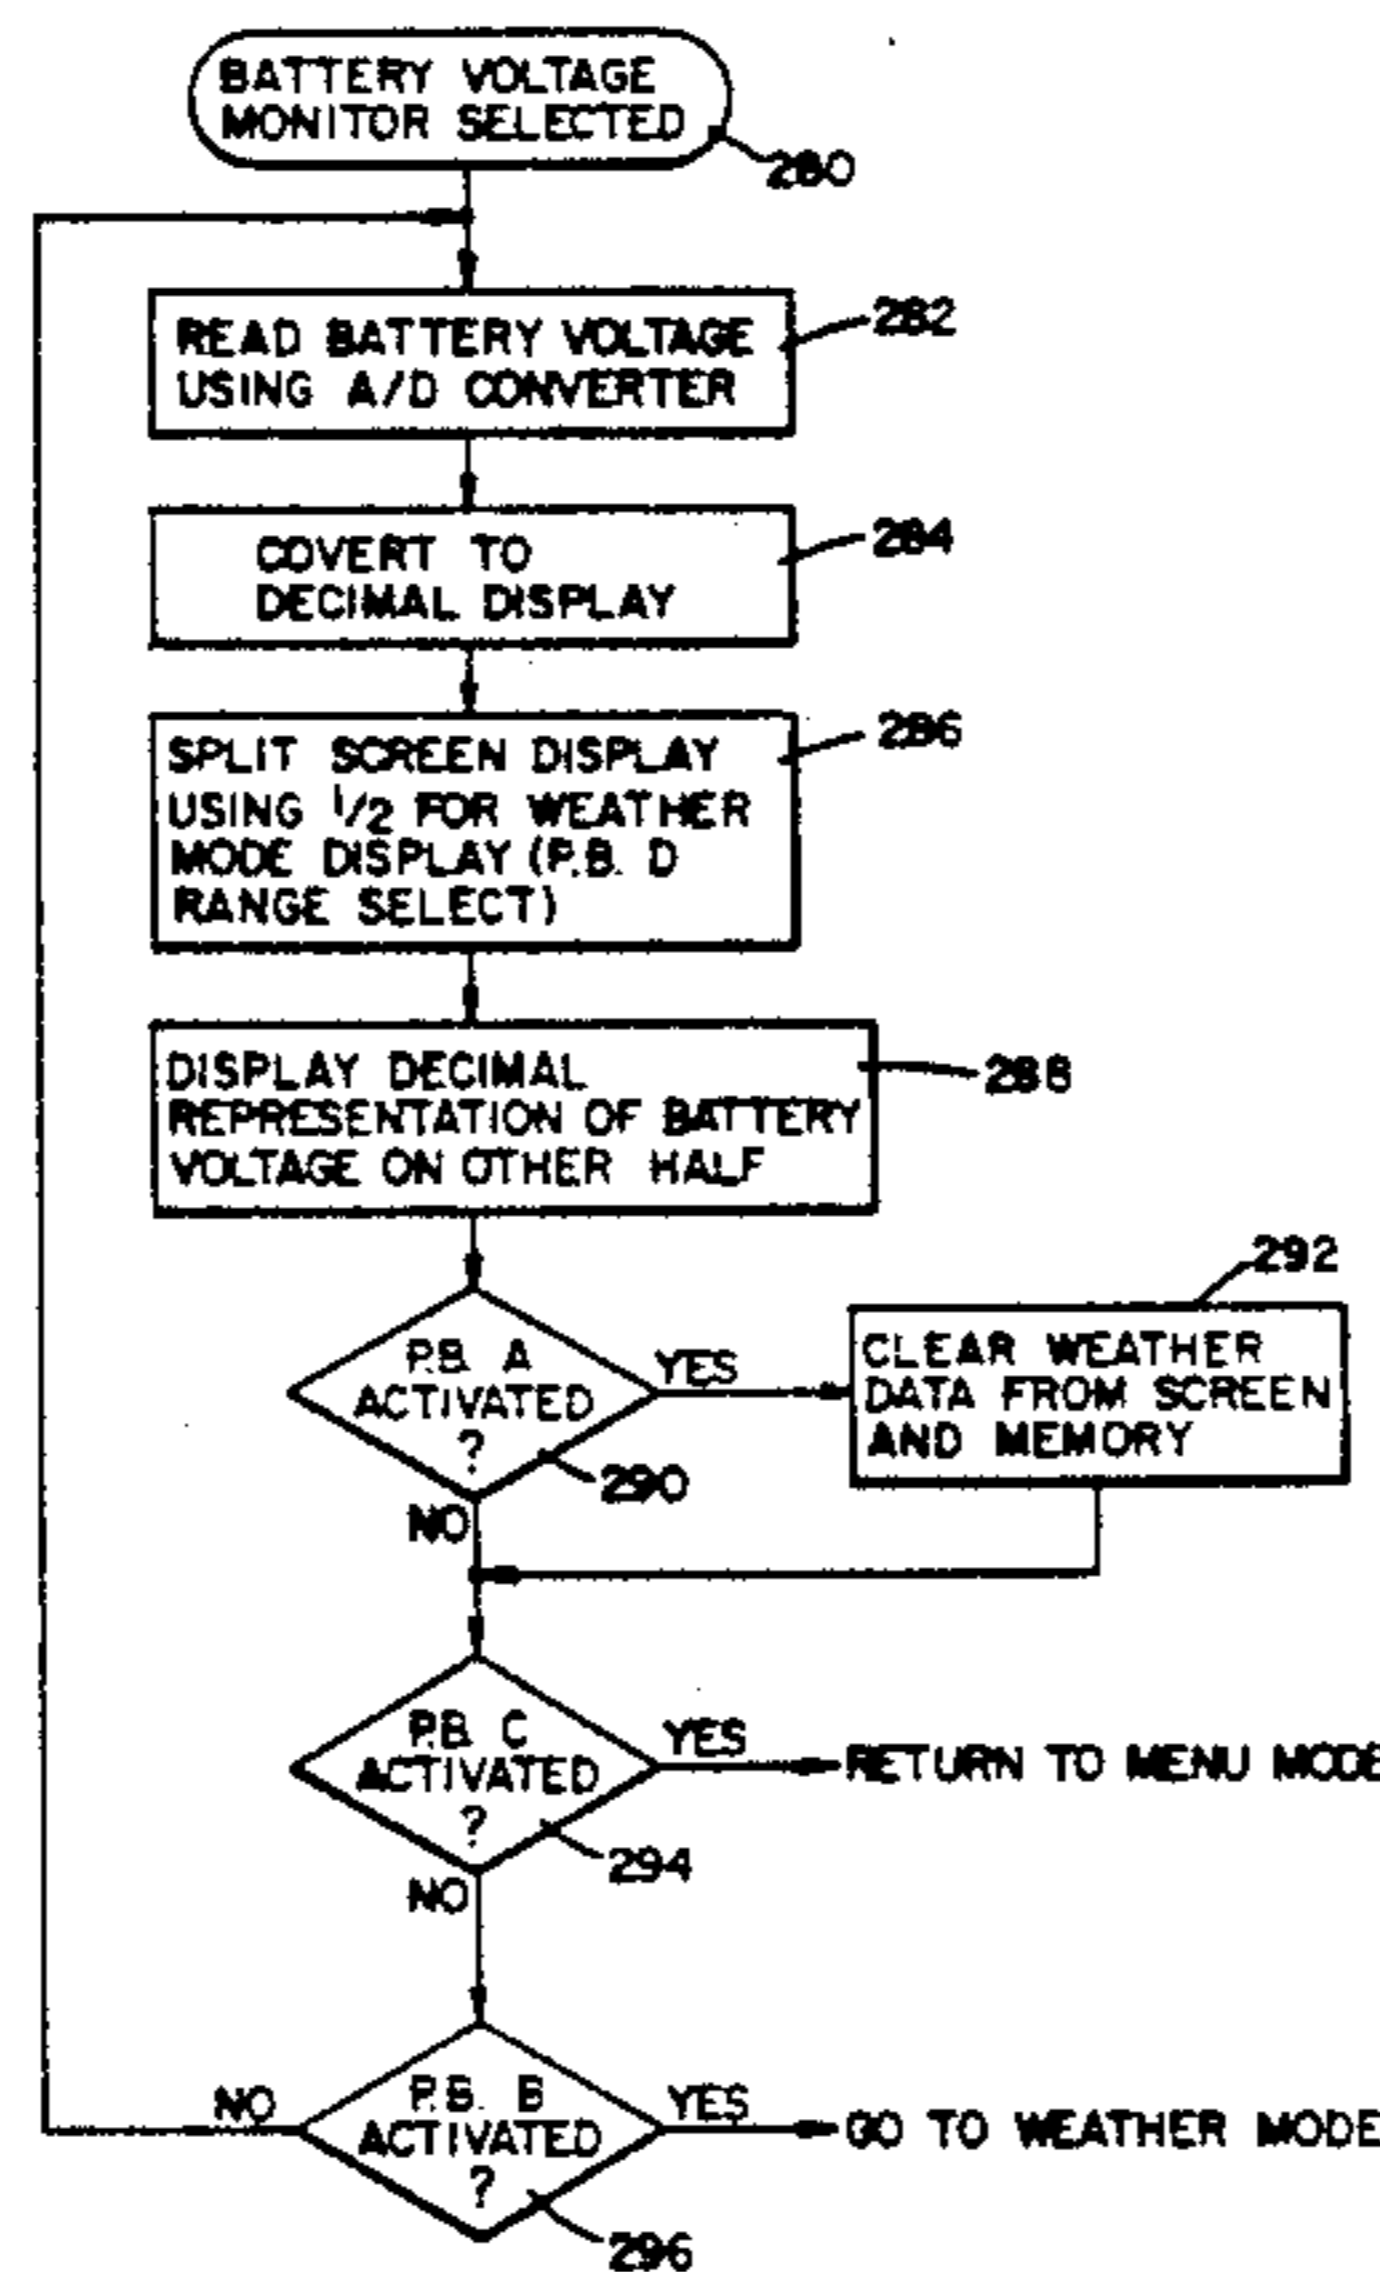 BATTERY VOLTAGE
MONITOR SELECTED
280
READ BATTERY VOLTAGE
USING A/D CONVERTER
282
COVERT TO
DECIMAL DISPLAY
284
SPLIT SCREEN DISPLAY
USING 1/2 FOR WEATHER
MODE DISPLAY (P.B. D
RANGE SELECT)
286
DISPLAY DECIMAL
REPRESENTATION OF BATTERY
VOLTAGE ON OTHER HALF
288
P.B. A
ACTIVATED
?
YES
290
NO
292
CLEAR WEATHER
DATA FROM SCREEN
AND MEMORY
P.B. C
ACTIVATED
?
YES
RETURN TO MENU MODE
294
NO
P.B. B
ACTIVATED
?
NO
YES
GO TO WEATHER MODE
296